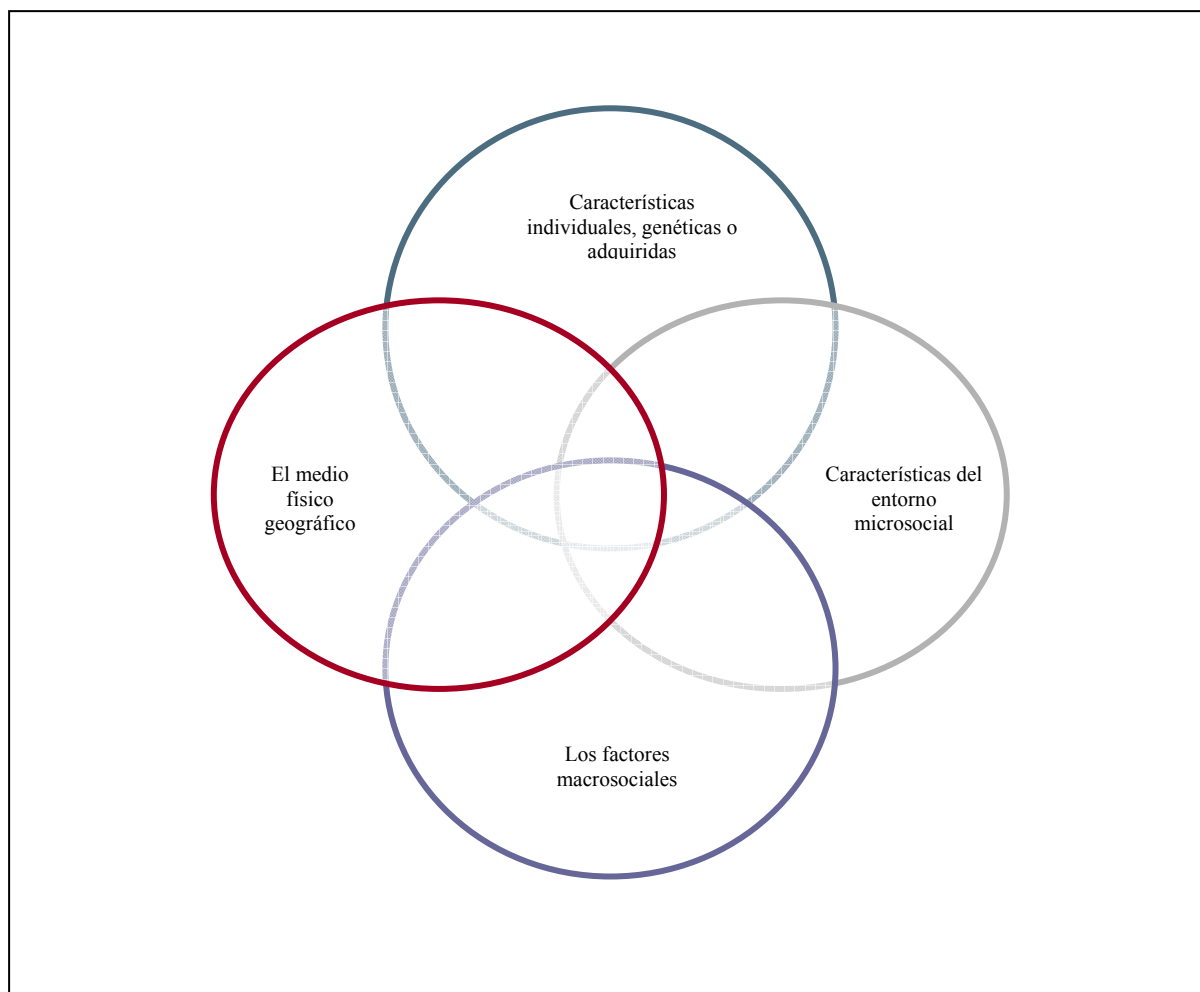 Características
individuales, genéticas o
adquiridas
El medio
físico
geográfico
Características del
entorno
microsocial
Los factores
macrosociales